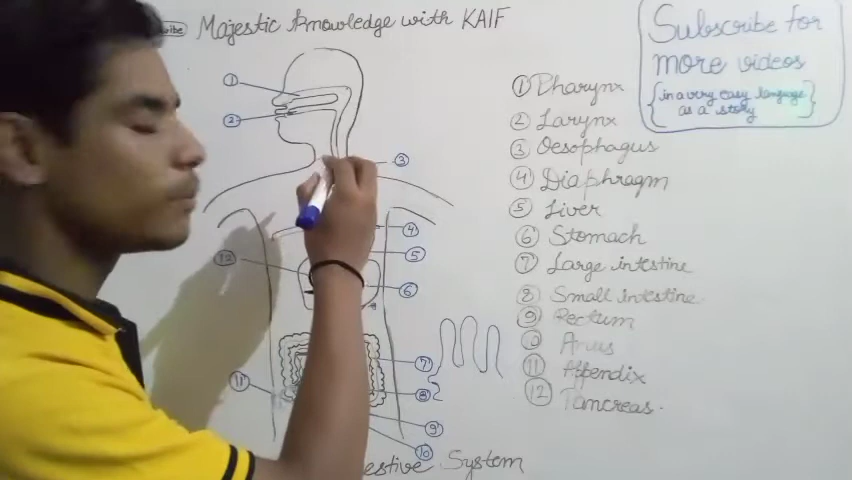 Majestic Knowledge with KAIF
Subscribe for
more videos
{in a very easy language
as a story}
① Pharynx
② Larynx
③ Oesophagus
④ Diaphragm
⑤ Liver
⑥ Stomach
⑦ Large intestine
⑧ Small intestine
⑨ Rectum
10 Anus
⑪ Appendix
⑫ Pancreas.
①
②
③
④
⑤
⑫
⑥
⑦
⑪
⑧
⑨
⑩
estive System